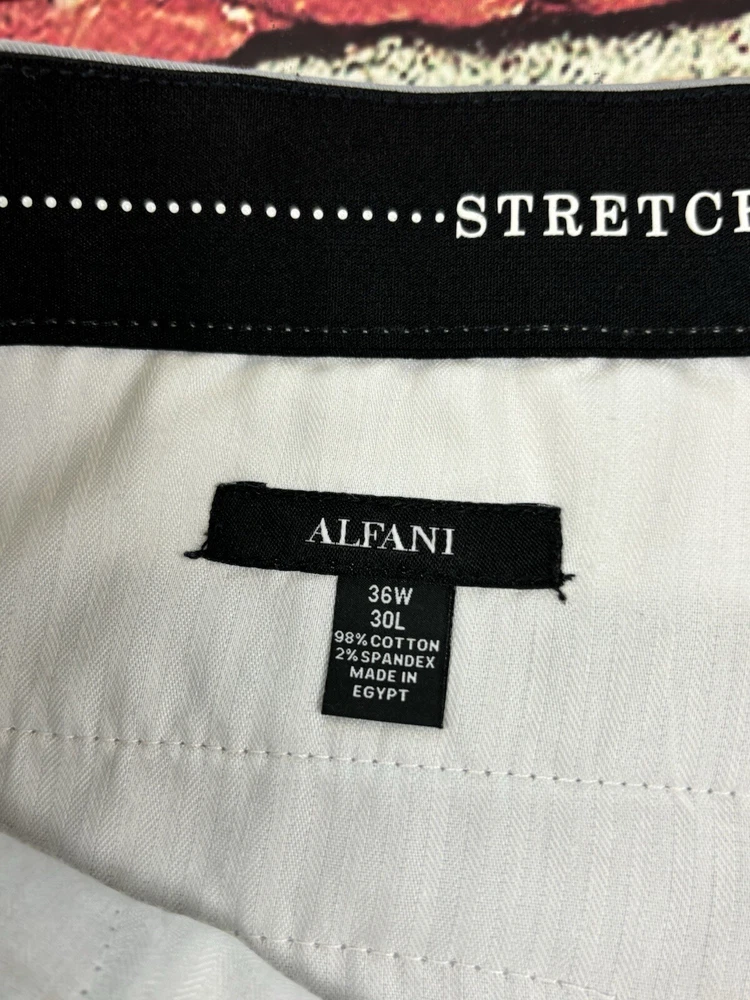 STRETCH
ALFANI
36W
30L
98% COTTON
2% SPANDEX
MADE IN
EGYPT